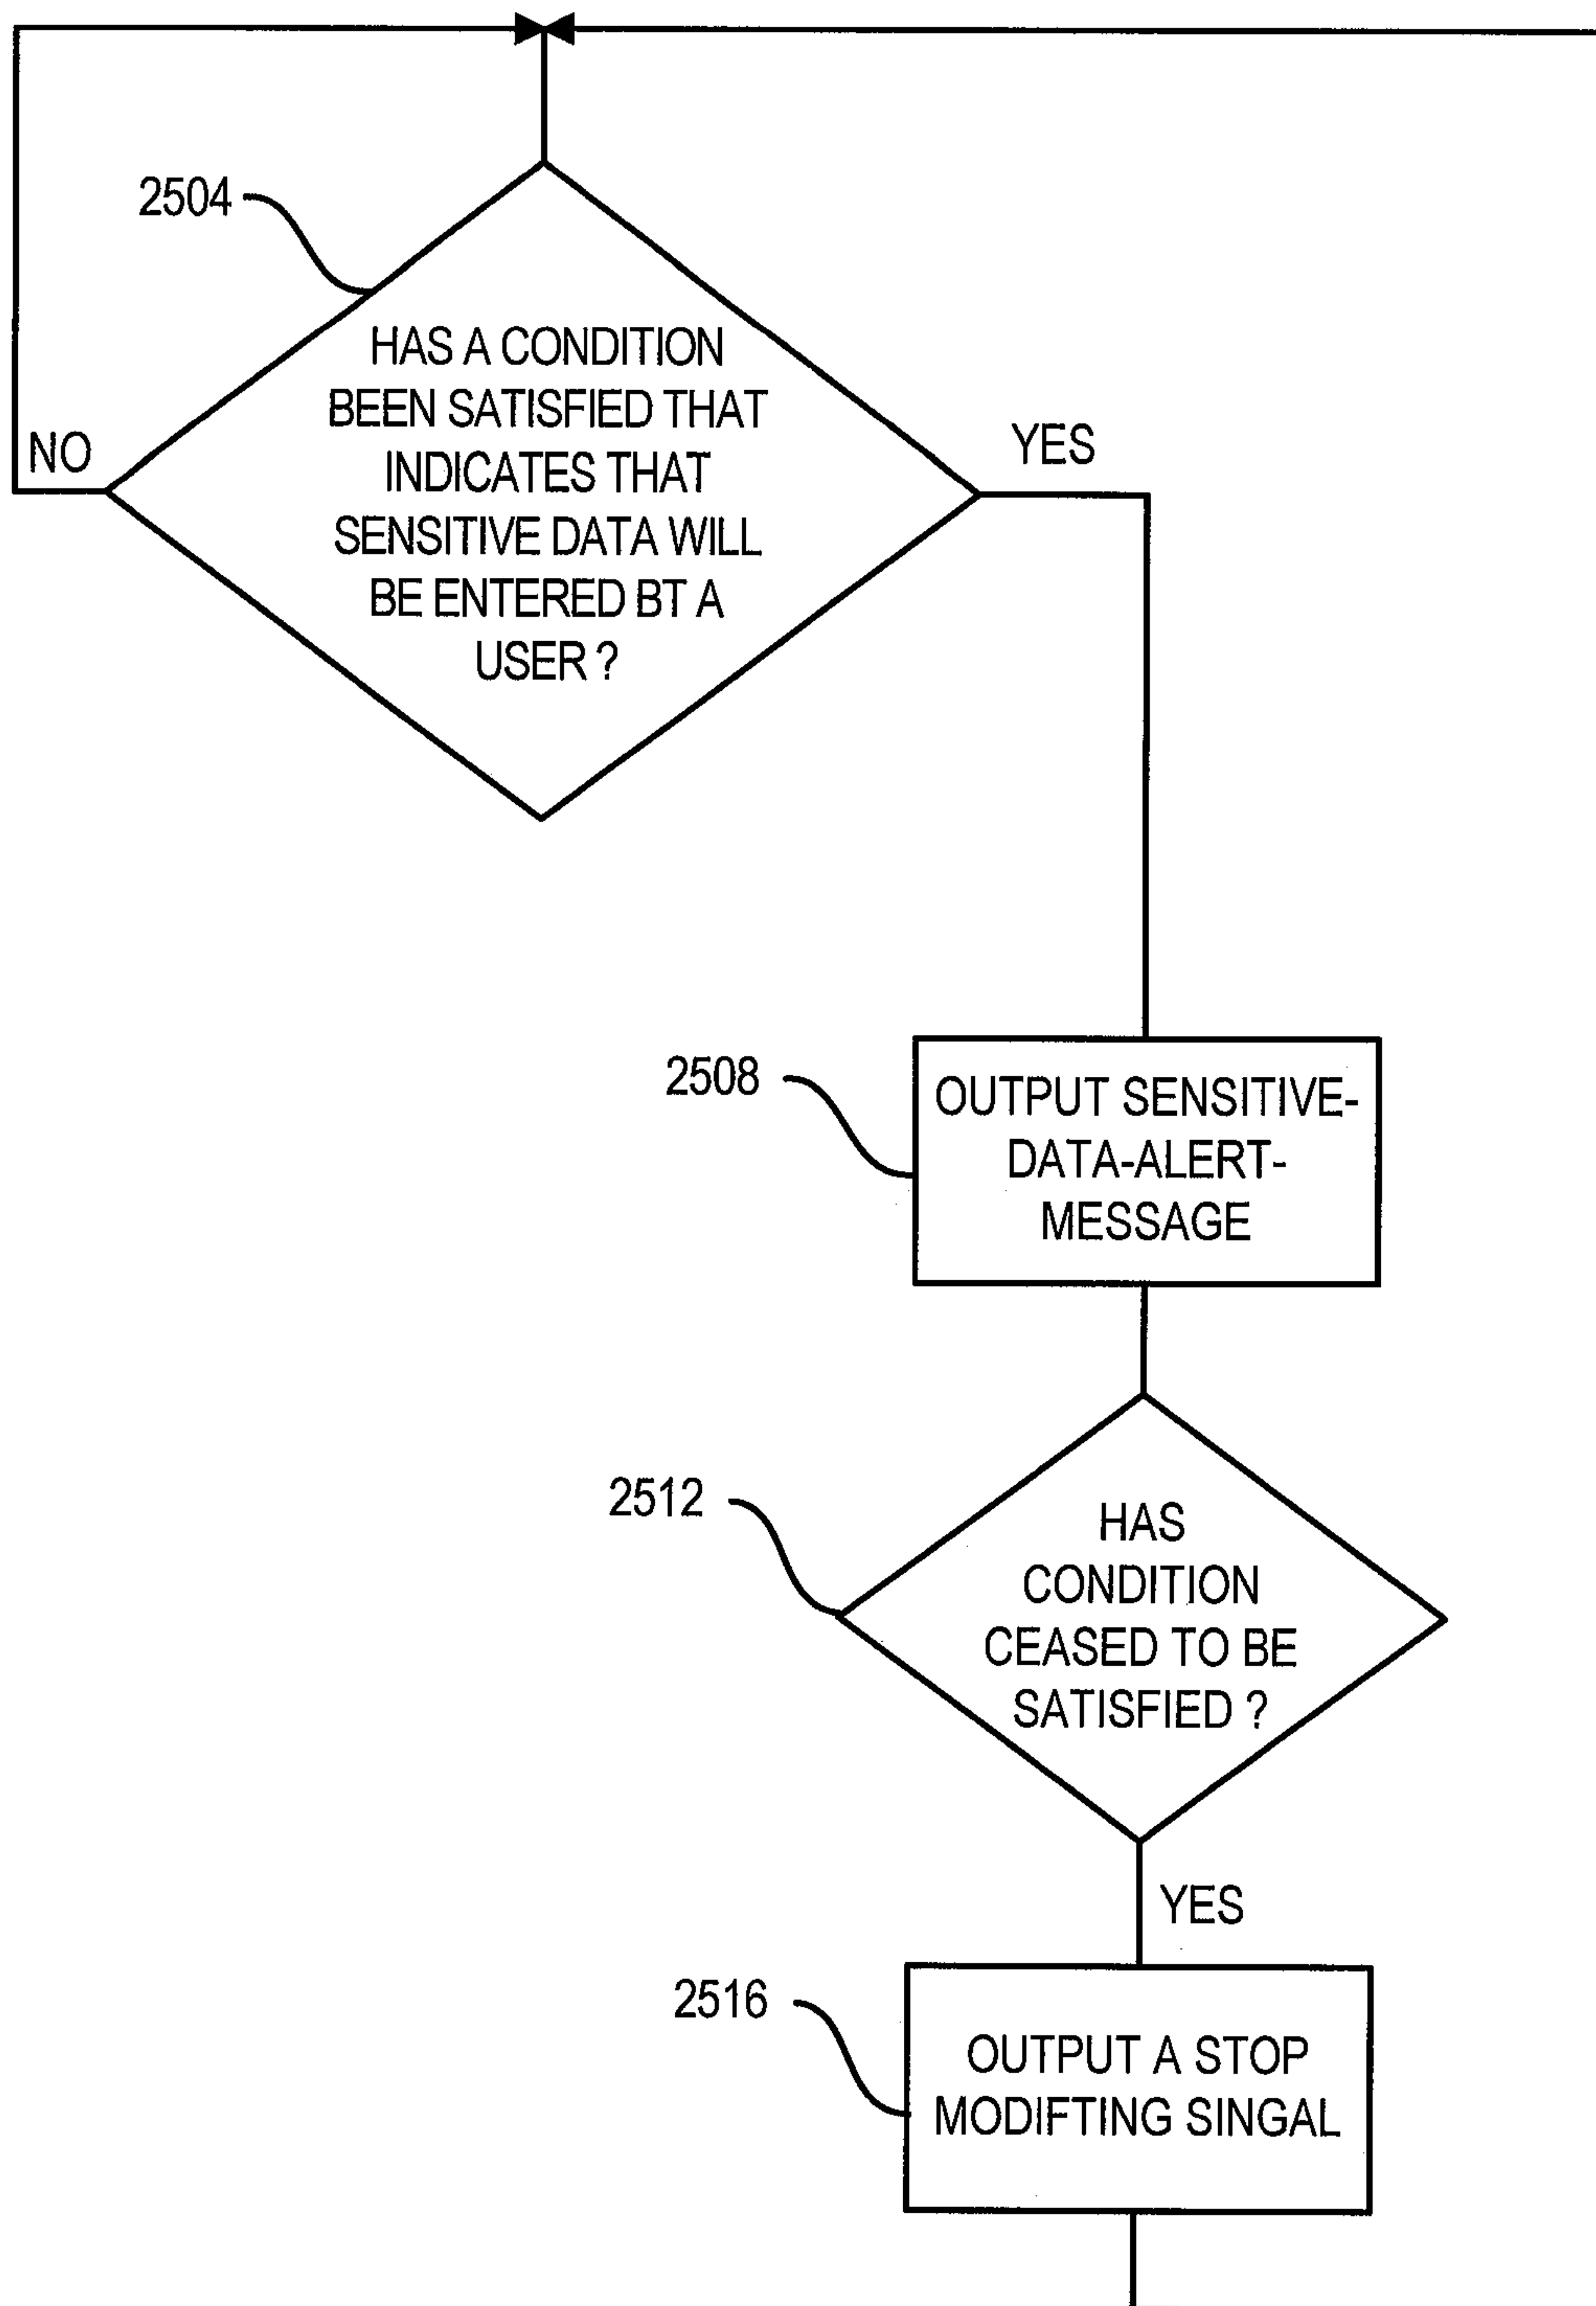 2504
HAS A CONDITION
BEEN SATISFIED THAT
INDICATES THAT
SENSITIVE DATA WILL
BE ENTERED BT A
USER ?
NO
YES
2508
OUTPUT SENSITIVE-
DATA-ALERT-
MESSAGE
2512
HAS
CONDITION
CEASED TO BE
SATISFIED ?
YES
2516
OUTPUT A STOP
MODIFTING SINGAL